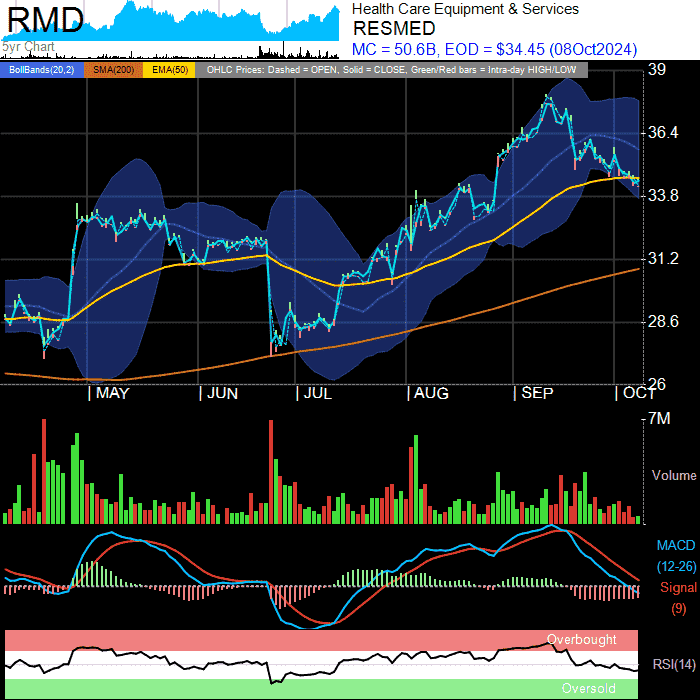 RMD
5yr Chart
Health Care Equipment & Services
RESMED
MC = 50.6B, EOD = $34.45 (08Oct2024)
BollBands(20,2) SMA(200) EMA(50) OHLC Prices: Dashed = OPEN, Solid = CLOSE, Green/Red bars = Intra-day HIGH/LOW
39
36.4
33.8
31.2
28.6
26
MAY JUN JUL AUG SEP OCT
7M
Volume
MACD
(12-26)
Signal
(9)
Overbought
RSI(14)
Oversold